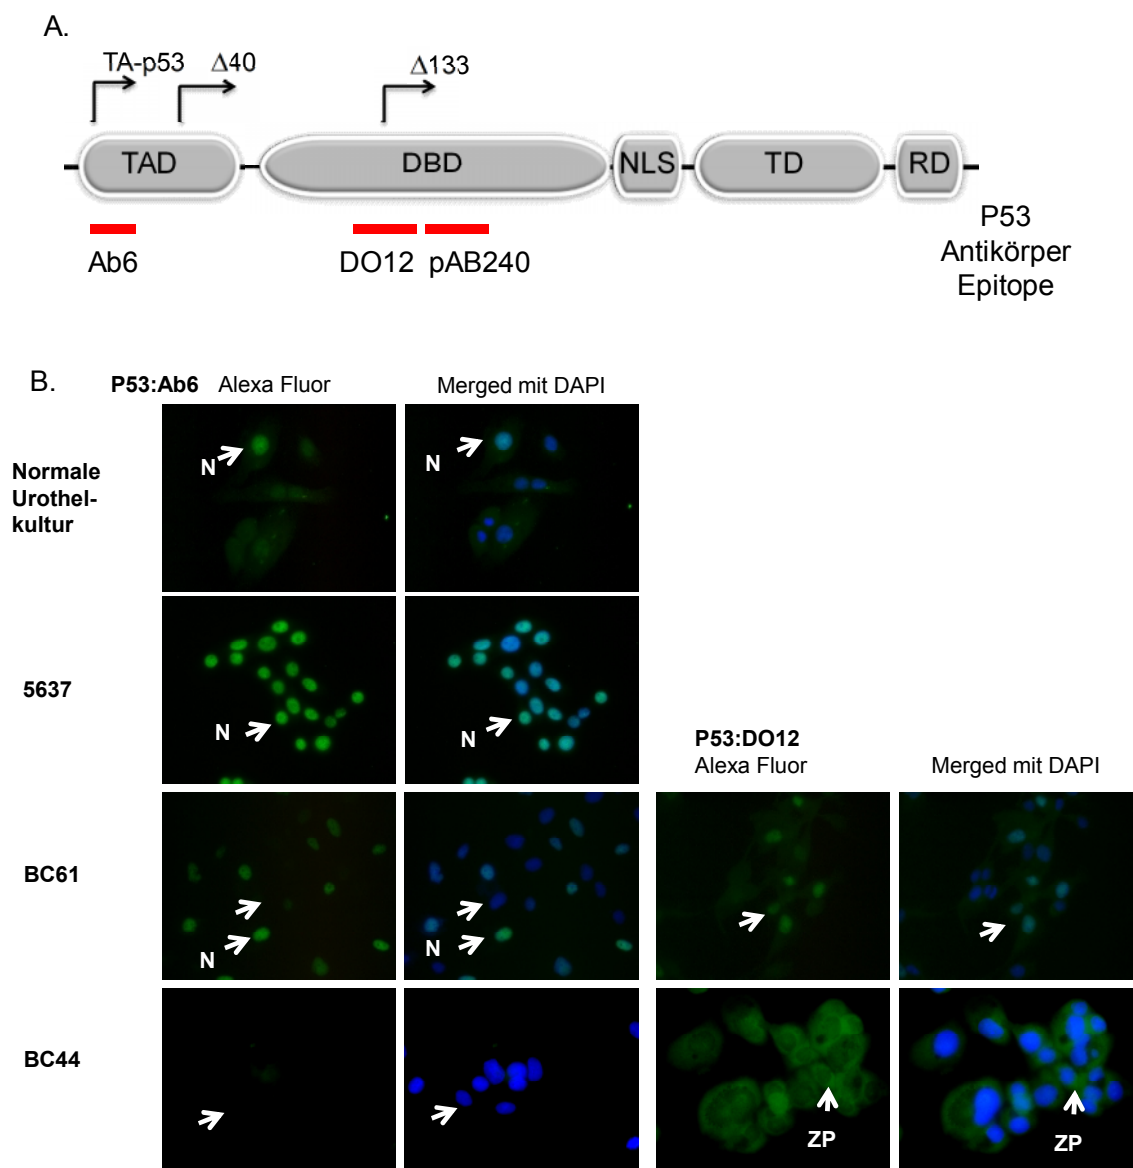 A.
TA-p53 Δ40 Δ133
TAD DBD NLS TD RD
Ab6 DO12 pAB240
P53
Antikörper
Epitope
B. P53:Ab6 Alexa Fluor Merged mit DAPI
N N
Normale
Urothel-
kultur
5637
N N
P53:DO12
Alexa Fluor Merged mit DAPI
BC61
N N
BC44
ZP ZP